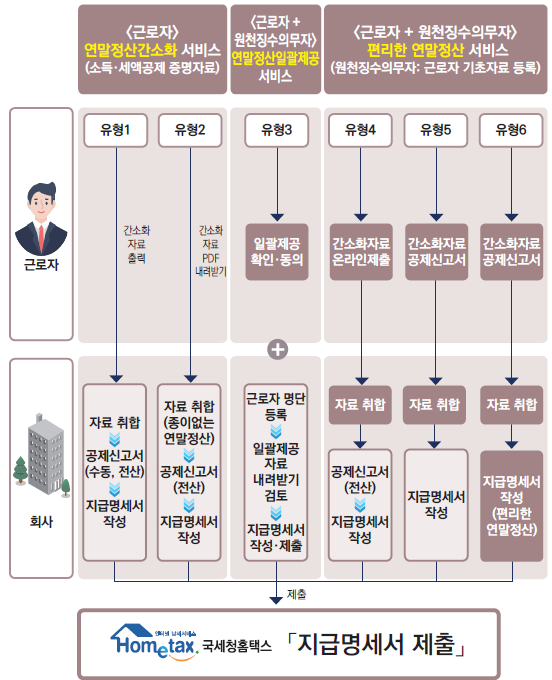 〈근로자〉
연말정산간소화 서비스
(소득·세액공제 증명자료)
〈근로자 +
원천징수의무자〉
연말정산일괄제공
서비스
〈근로자 + 원천징수의무자〉
편리한 연말정산 서비스
(원천징수의무자: 근로자 기초자료 등록)
유형1
유형2
유형3
유형4
유형5
유형6
근로자
간소화
자료
출력
간소화
자료
PDF
내려받기
일괄제공
확인·동의
간소화자료
온라인제출
간소화자료
공제신고서
간소화자료
공제신고서
+
회사
자료 취합
공제신고서
(수동, 전산)
지급명세서
작성
자료 취합
(종이없는
연말정산)
공제신고서
(전산)
지급명세서
작성
근로자 명단
등록
일괄제공
자료
내려받기
검토
지급명세서
작성·제출
자료 취합
공제신고서
(전산)
지급명세서
작성
자료 취합
지급명세서
작성
자료 취합
지급명세서
작성
(편리한
연말정산)
제출
인터넷 납세서비스
Hometax. 국세청홈택스 「지급명세서 제출」